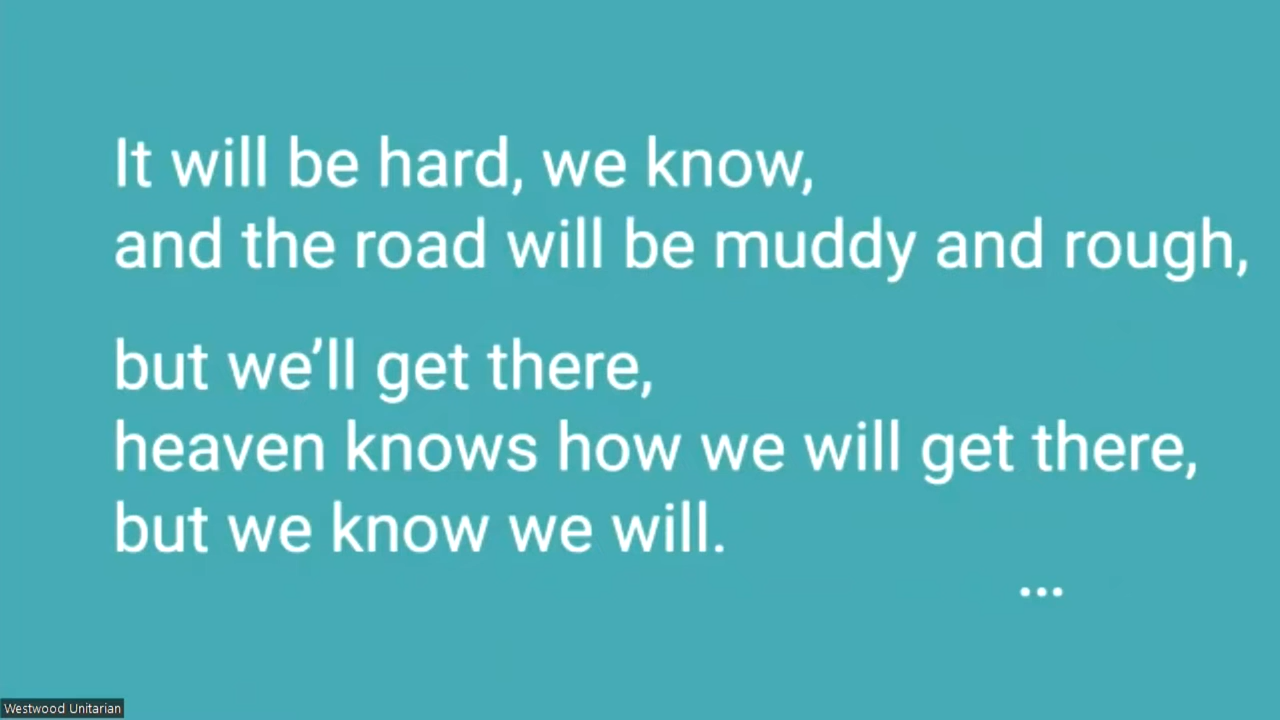 It will be hard, we know,
and the road will be muddy and rough,
but we’ll get there,
heaven knows how we will get there,
but we know we will.
...
Westwood Unitarian